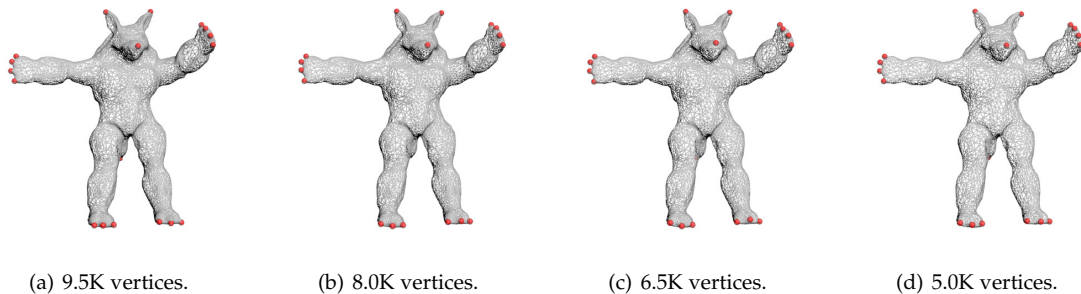 (a) 9.5K vertices.
(b) 8.0K vertices.
(c) 6.5K vertices.
(d) 5.0K vertices.